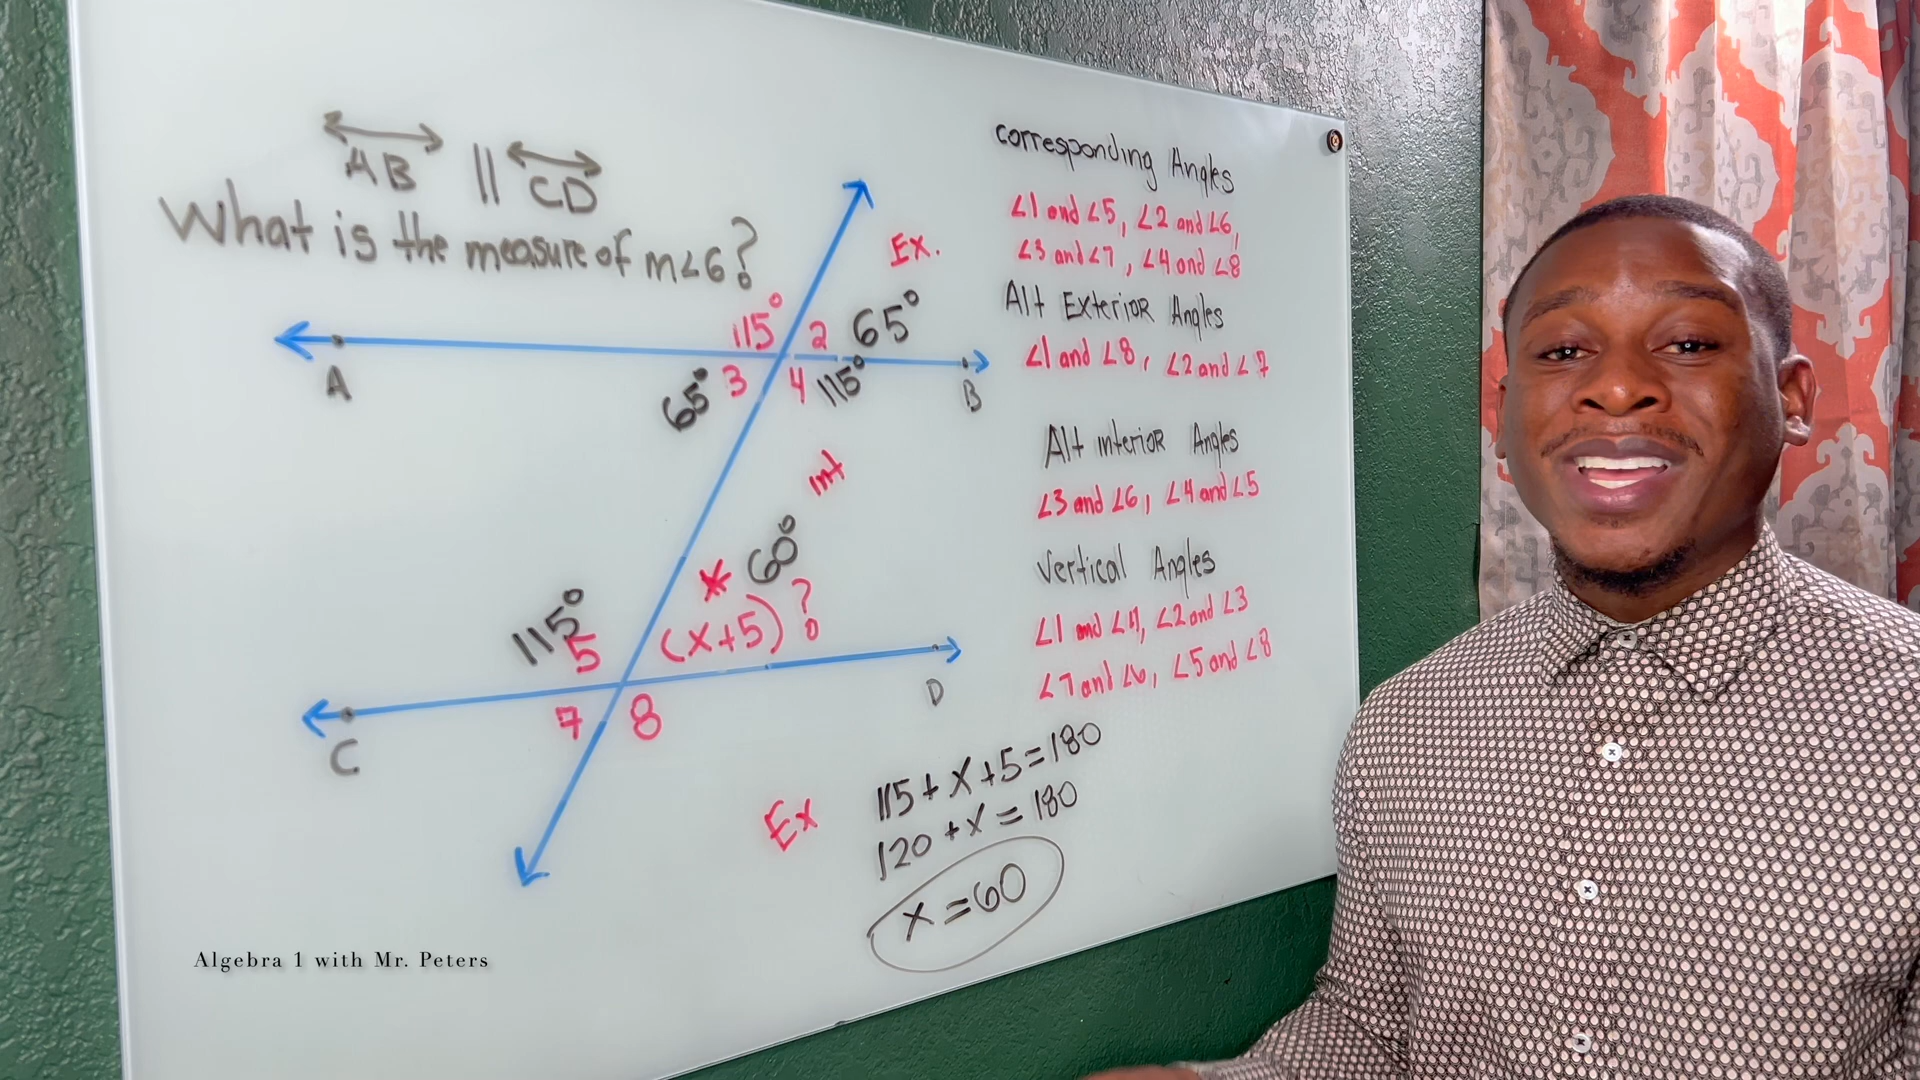 AB || CD
What is the measure of m∠6?
Ex.
115° 2 65°
65° 3 4 115°
A
B
Int
* 60°
115°
5 (x+5) ?
7 8
C
D
Corresponding Angles
∠1 and ∠5, ∠2 and ∠6,
∠3 and ∠7, ∠4 and ∠8
Alt Exterior Angles
∠1 and ∠8, ∠2 and ∠7
Alt interior Angles
∠3 and ∠6, ∠4 and ∠5
Vertical Angles
∠1 and ∠4, ∠2 and ∠3
∠7 and ∠6, ∠5 and ∠8
Ex
115+x+5=180
120+x=180
x=60
Algebra 1 with Mr. Peters